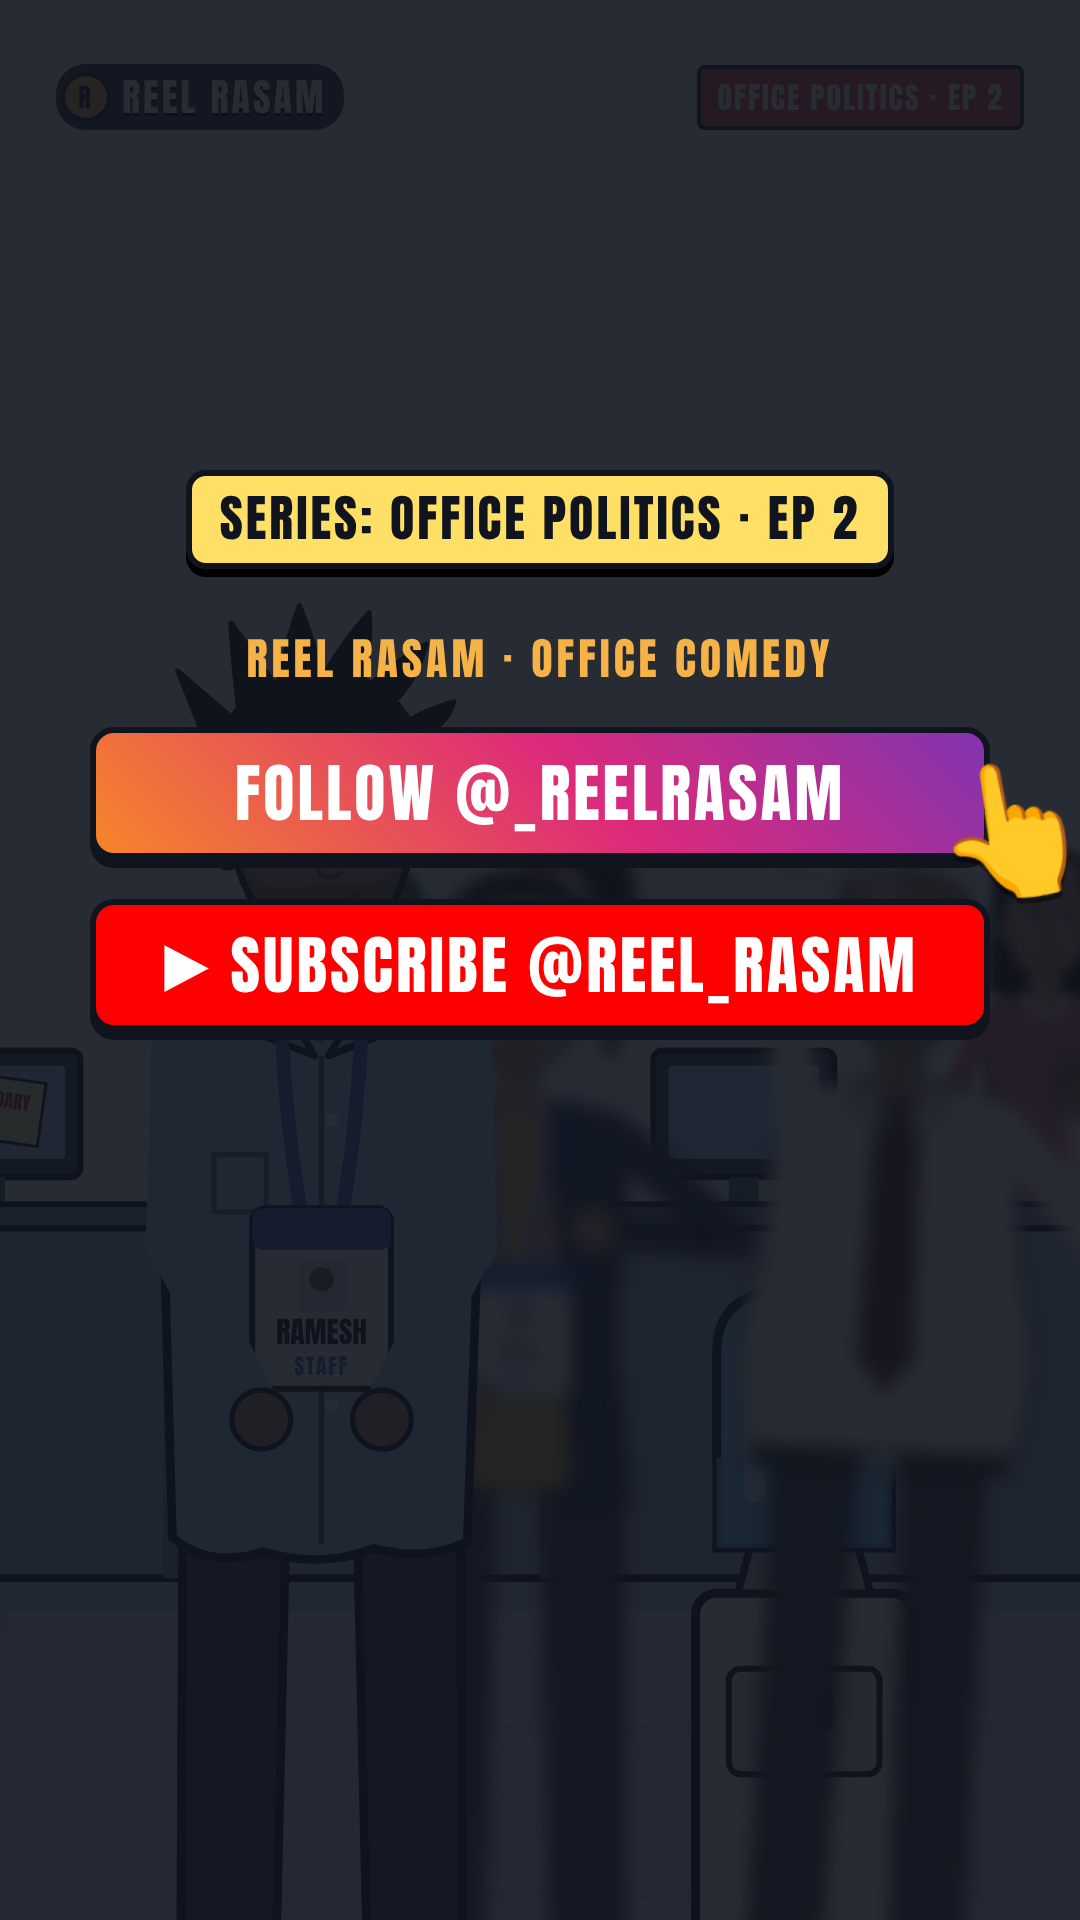 R REEL RASAM
OFFICE POLITICS · EP 2
SERIES: OFFICE POLITICS · EP 2
REEL RASAM · OFFICE COMEDY
FOLLOW @_REELRASAM
▶ SUBSCRIBE @REEL_RASAM
RAMESH
STAFF